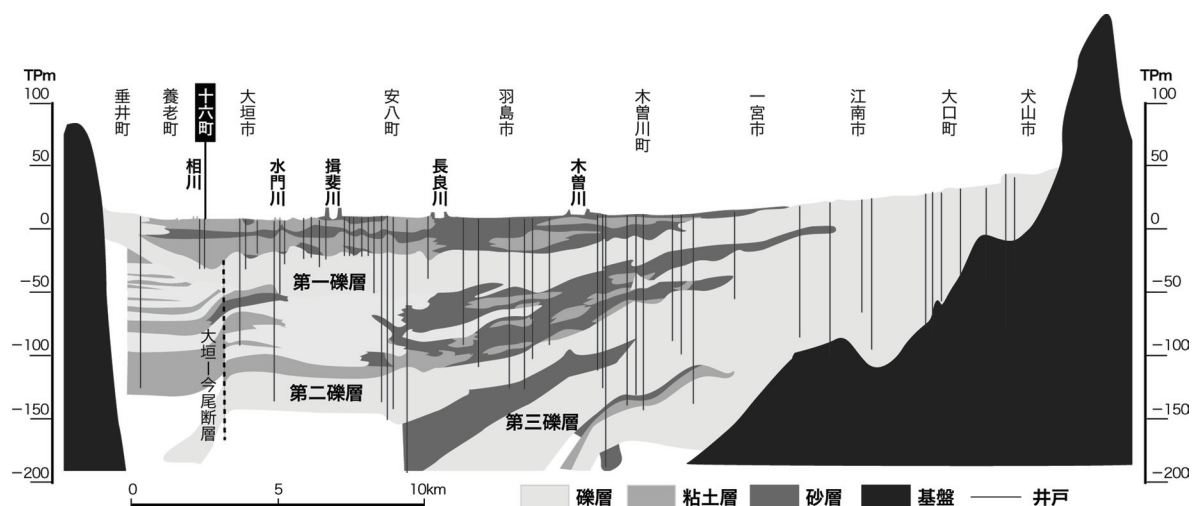 TPm
100
50
0
−50
−100
−150
−200
垂井町
養老町
十六町
大垣市
安八町
羽島市
木曽川町
一宮市
江南市
大口町
犬山市
相川
水門川
揖斐川
長良川
木曽川
第一礫層
第二礫層
第三礫層
大垣ー今尾断層
TPm
100
50
0
−50
−100
−150
−200
0 5 10km
礫層 粘土層 砂層 基盤 井戸